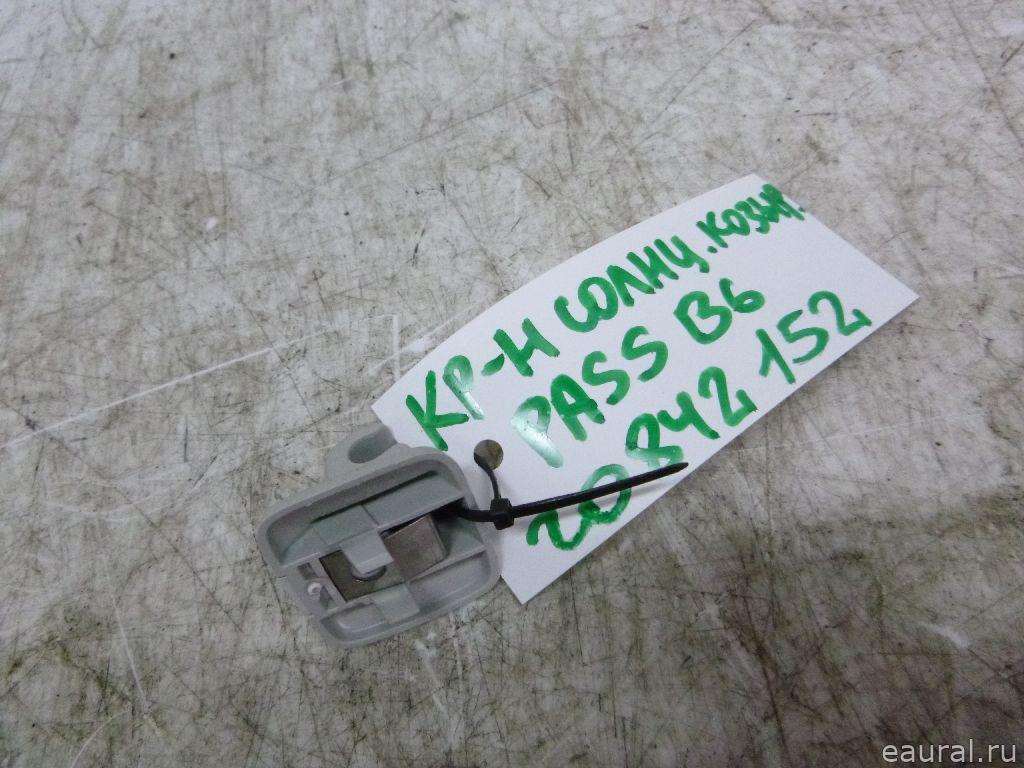 КР-Н СОЛНЦ.КОЗЫР.
PASS B6
20842152
eaural.ru